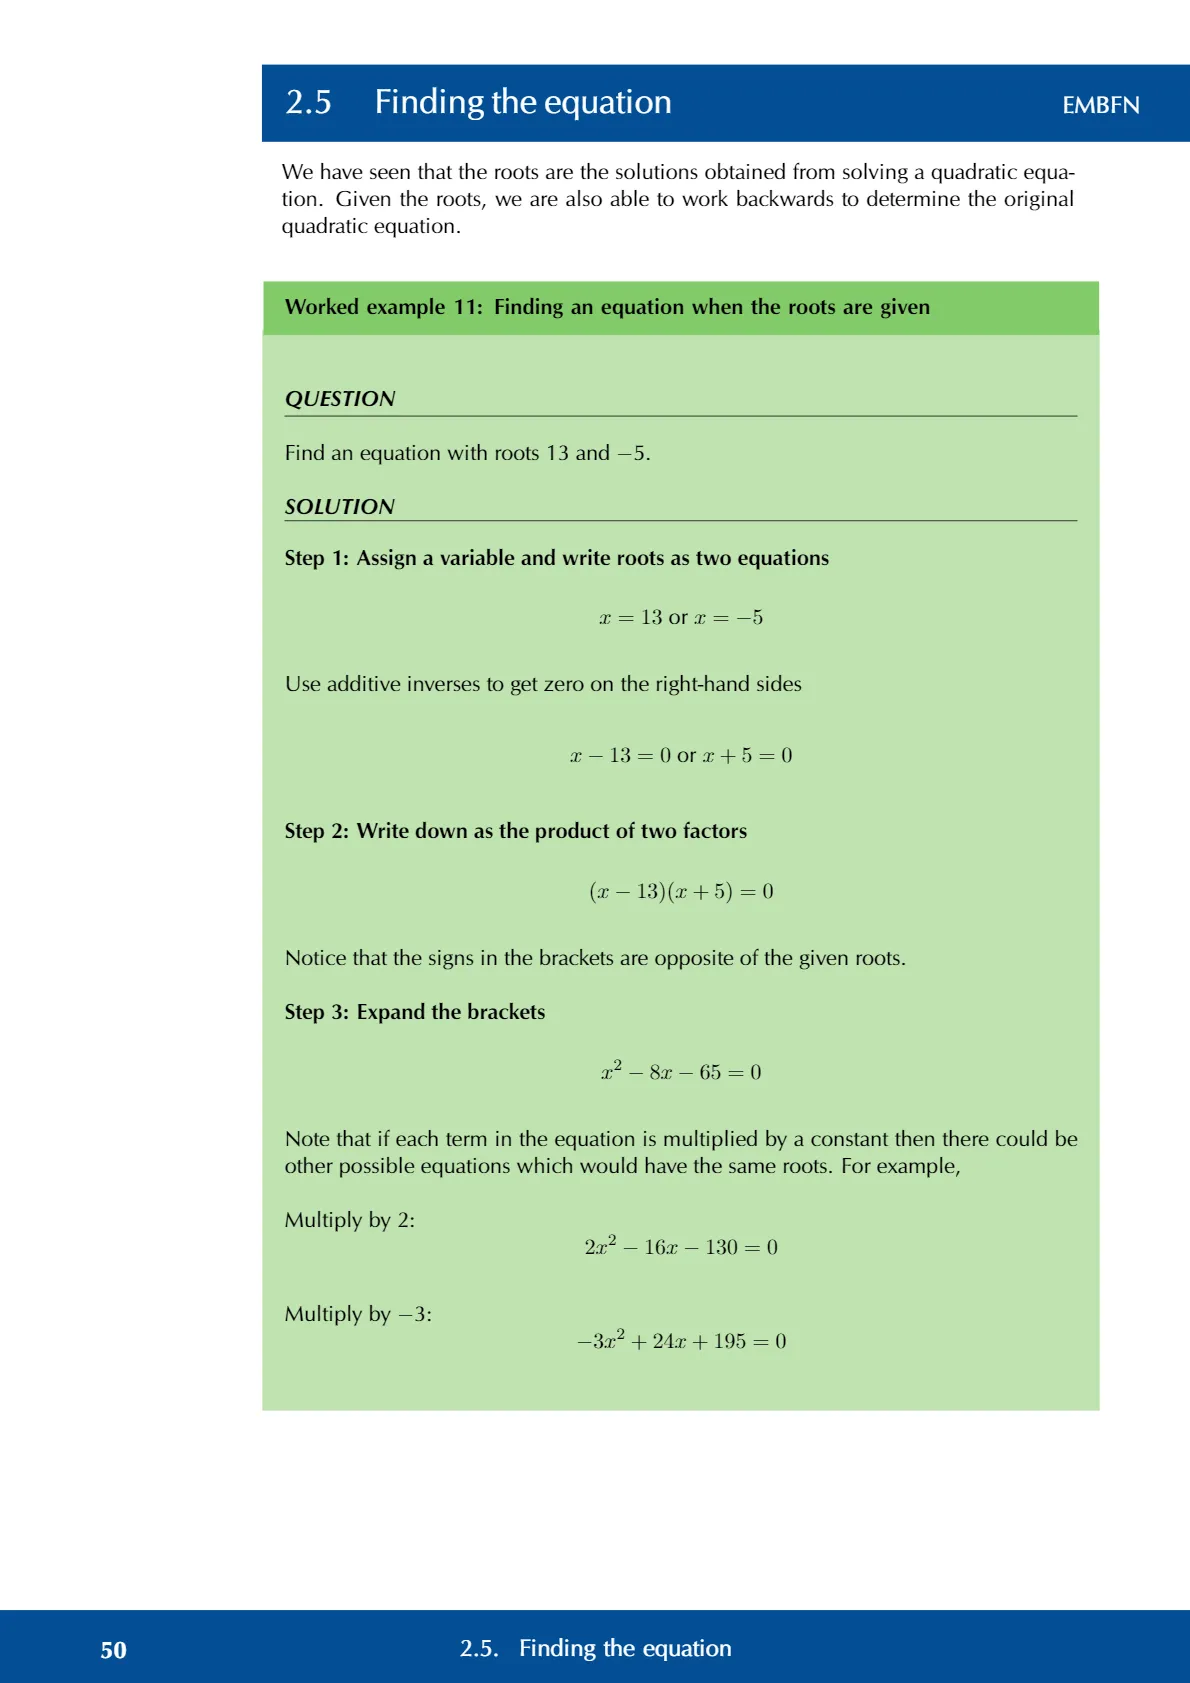 2.5 Finding the equation EMBFN
We have seen that the roots are the solutions obtained from solving a quadratic equa-
tion. Given the roots, we are also able to work backwards to determine the original
quadratic equation.
Worked example 11: Finding an equation when the roots are given
QUESTION
Find an equation with roots 13 and −5.
SOLUTION
Step 1: Assign a variable and write roots as two equations
x = 13 or x = −5
Use additive inverses to get zero on the right-hand sides
x − 13 = 0 or x + 5 = 0
Step 2: Write down as the product of two factors
(x − 13)(x + 5) = 0
Notice that the signs in the brackets are opposite of the given roots.
Step 3: Expand the brackets
x² − 8x − 65 = 0
Note that if each term in the equation is multiplied by a constant then there could be
other possible equations which would have the same roots. For example,
Multiply by 2:
2x² − 16x − 130 = 0
Multiply by −3:
−3x² + 24x + 195 = 0
50 2.5. Finding the equation